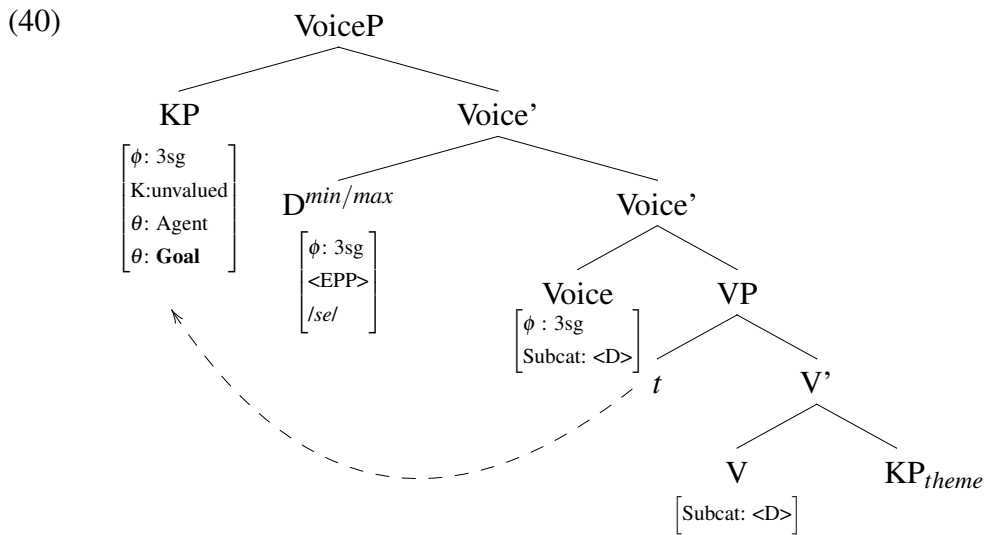 (40)
VoiceP
KP
Voice’
[ϕ: 3sg
K:unvalued
θ: Agent
θ: Goal]
D^min/max
[ϕ: 3sg
<EPP>
/se/]
Voice’
Voice
[ϕ : 3sg
Subcat: <D>]
VP
t
V’
V
[Subcat: <D>]
KP_theme